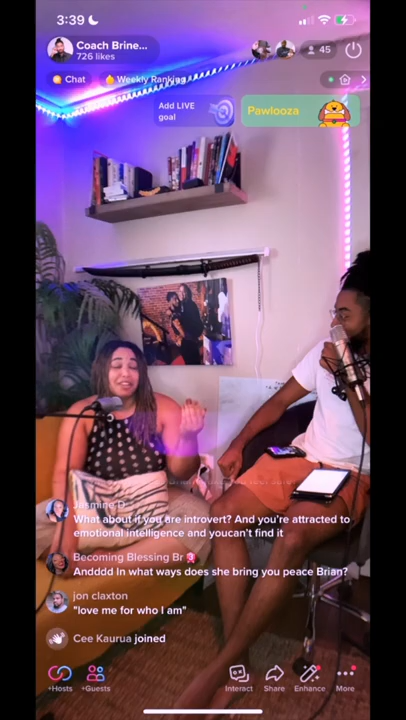 3:39
Coach Brine...
726 likes
45
Chat
Weekly Ranking
Add LIVE
goal
Pawlooza
Jasmine D
What about if you are introvert? And you're attracted to
emotional intelligence and youcan't find it
Becoming Blessing Br
Andddd In what ways does she bring you peace Brian?
jon claxton
"love me for who I am"
Cee Kaurua joined
+Hosts
+Guests
Interact
Share
Enhance
More